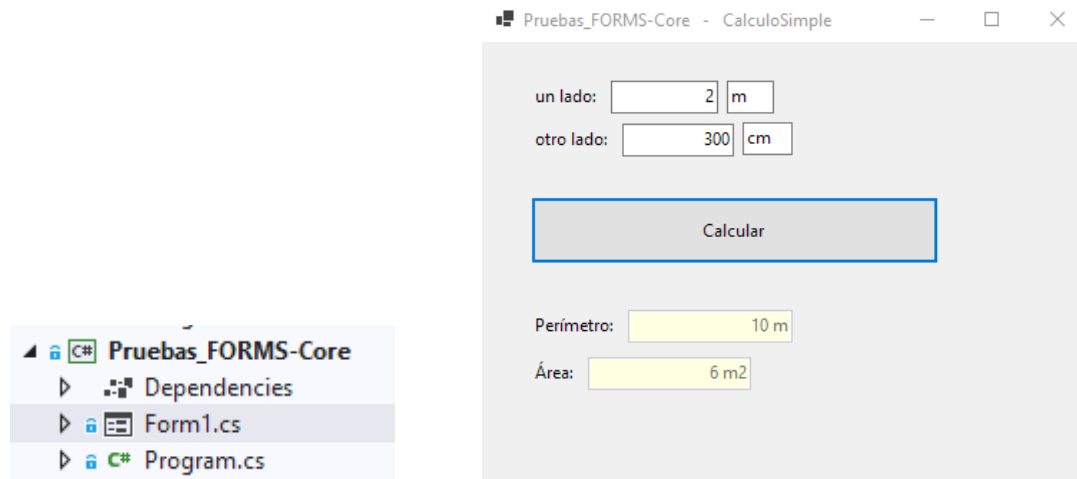 Pruebas_FORMS-Core - CalculoSimple
un lado: 2 m
otro lado: 300 cm
Calcular
Perímetro: 10 m
Área: 6 m2
C# Pruebas_FORMS-Core
Dependencies
Form1.cs
C# Program.cs